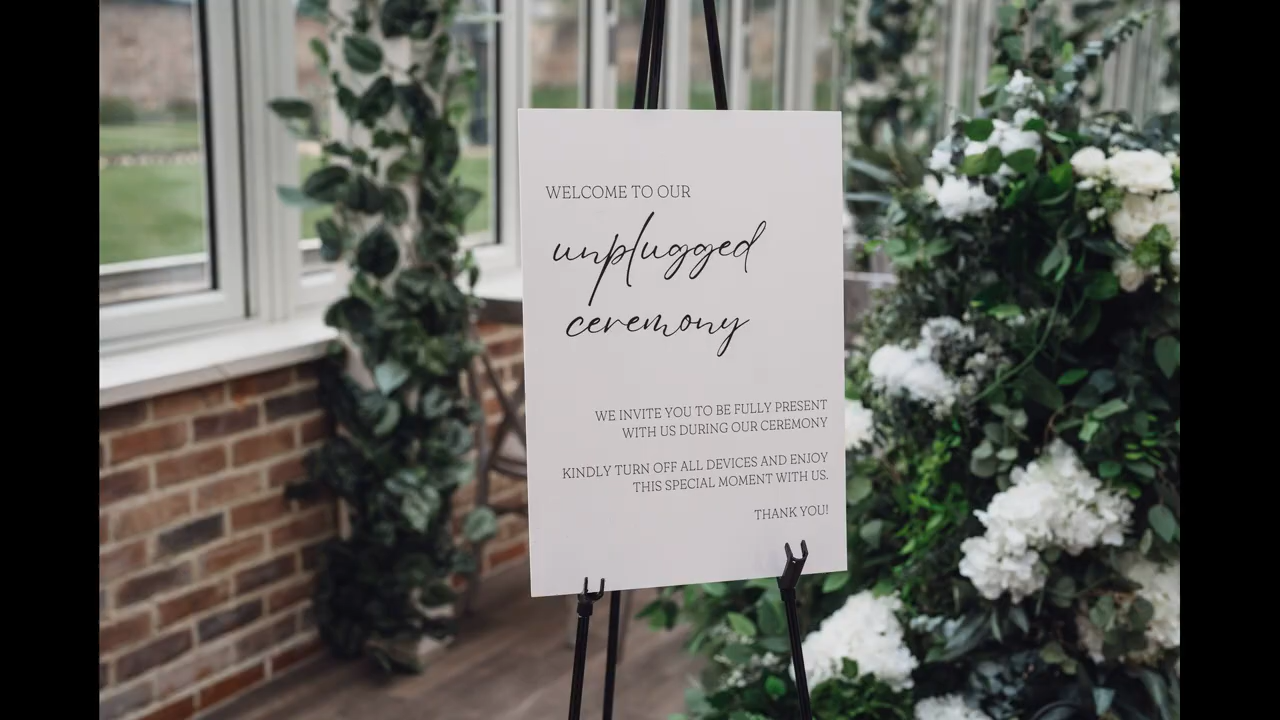 WELCOME TO OUR
unplugged
ceremony
WE INVITE YOU TO BE FULLY PRESENT
WITH US DURING OUR CEREMONY
KINDLY TURN OFF ALL DEVICES AND ENJOY
THIS SPECIAL MOMENT WITH US.
THANK YOU!